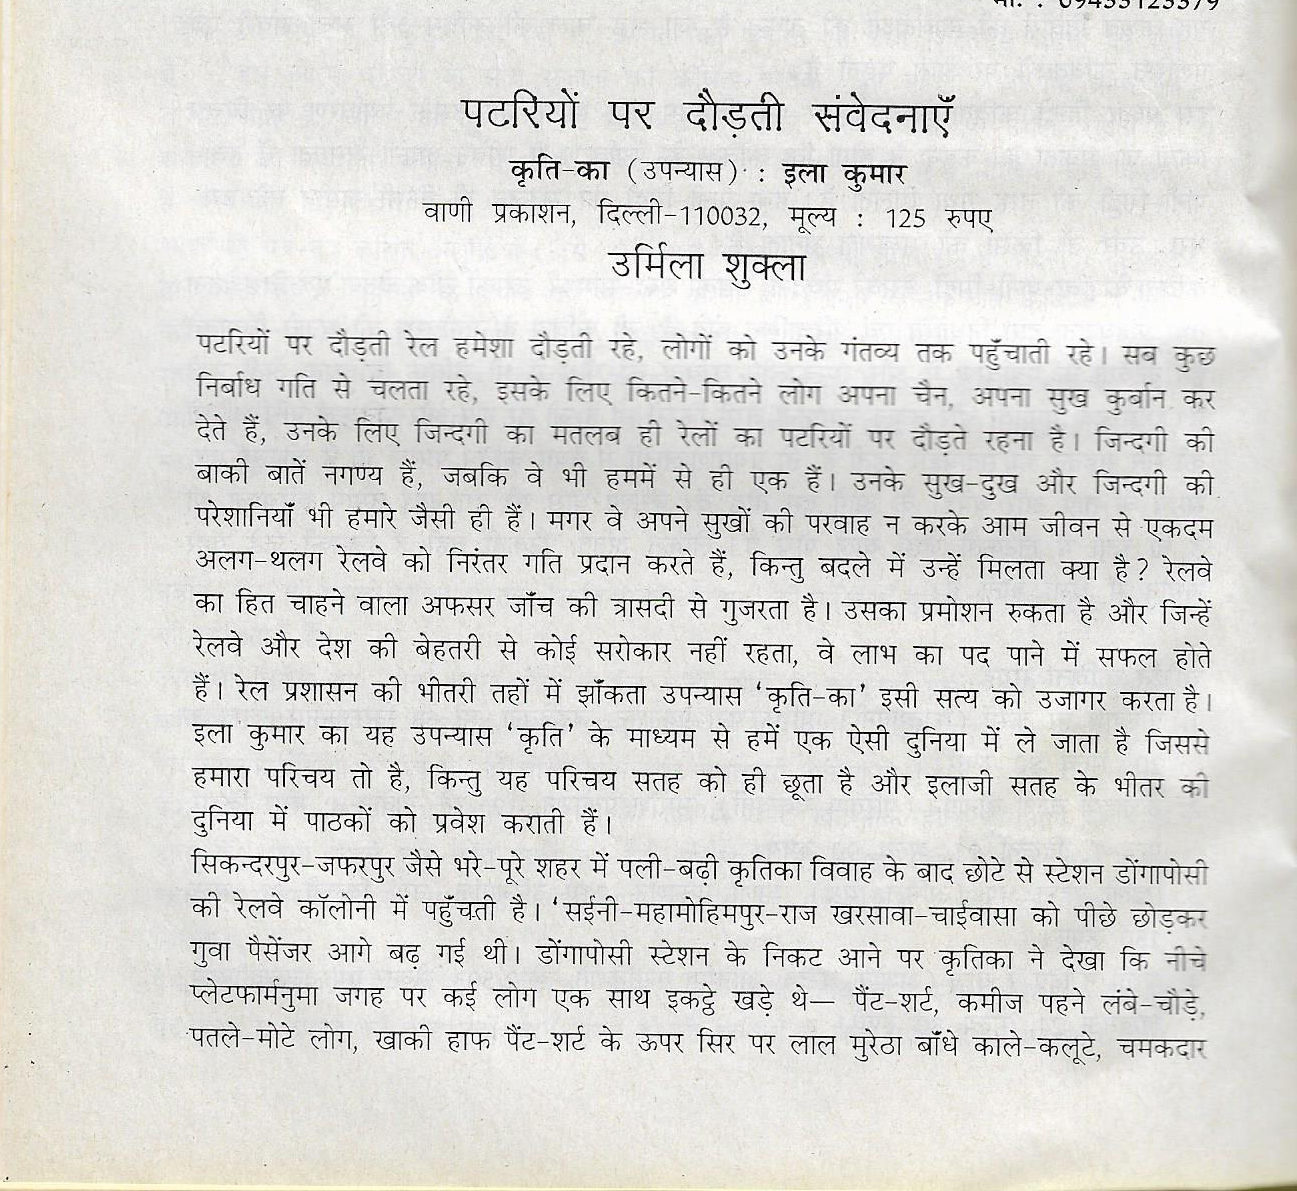 मो. : 09433123379
पटरियों पर दौड़ती संवेदनाएँ
कृति-का (उपन्यास) : इला कुमार
वाणी प्रकाशन, दिल्ली-110032, मूल्य : 125 रुपए
उर्मिला शुक्ला
पटरियों पर दौड़ती रेल हमेशा दौड़ती रहे, लोगों को उनके गंतव्य तक पहुँचाती रहे। सब कुछ
निर्बाध गति से चलता रहे, इसके लिए कितने-कितने लोग अपना चैन, अपना सुख कुर्बान कर
देते हैं, उनके लिए जिन्दगी का मतलब ही रेलों का पटरियों पर दौड़ते रहना है। जिन्दगी की
बाकी बातें नगण्य हैं, जबकि वे भी हममें से ही एक हैं। उनके सुख-दुख और जिन्दगी की
परेशानियाँ भी हमारे जैसी ही हैं। मगर वे अपने सुखों की परवाह न करके आम जीवन से एकदम
अलग-थलग रेलवे को निरंतर गति प्रदान करते हैं, किन्तु बदले में उन्हें मिलता क्या है? रेलवे
का हित चाहने वाला अफसर जाँच की त्रासदी से गुजरता है। उसका प्रमोशन रुकता है और जिन्हें
रेलवे और देश की बेहतरी से कोई सरोकार नहीं रहता, वे लाभ का पद पाने में सफल होते
हैं। रेल प्रशासन की भीतरी तहों में झाँकता उपन्यास ‘कृति-का’ इसी सत्य को उजागर करता है।
इला कुमार का यह उपन्यास ‘कृति’ के माध्यम से हमें एक ऐसी दुनिया में ले जाता है जिससे
हमारा परिचय तो है, किन्तु यह परिचय सतह को ही छूता है और इलाजी सतह के भीतर की
दुनिया में पाठकों को प्रवेश कराती हैं।
सिकन्दरपुर-जफरपुर जैसे भरे-पूरे शहर में पली-बढ़ी कृतिका विवाह के बाद छोटे से स्टेशन डोंगापोसी
की रेलवे कॉलोनी में पहुँचती है। ‘सईनी-महामोहिमपुर-राज खरसावा-चाईवासा को पीछे छोड़कर
गुवा पैसेंजर आगे बढ़ गई थी। डोंगापोसी स्टेशन के निकट आने पर कृतिका ने देखा कि नीचे
प्लेटफार्मनुमा जगह पर कई लोग एक साथ इकट्ठे खड़े थे— पैंट-शर्ट, कमीज पहने लंबे-चौड़े,
पतले-मोटे लोग, खाकी हाफ पैंट-शर्ट के ऊपर सिर पर लाल मुरेठा बाँधे काले-कलूटे, चमकदार